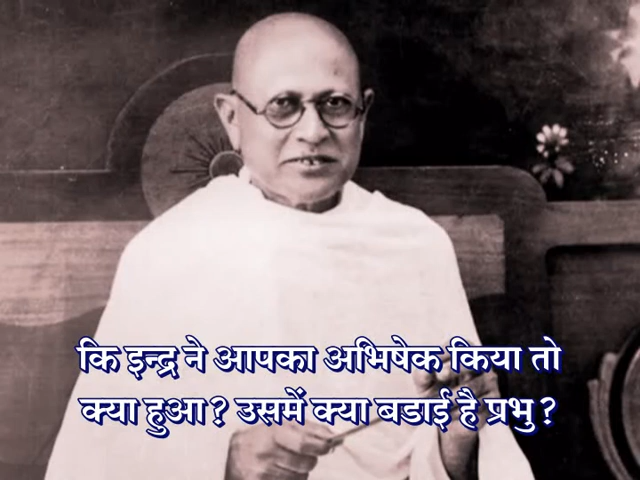 कि इन्द्र ने आपका अभिषेक किया तो
क्या हुआ? उसमें क्या बडाई है प्रभु?